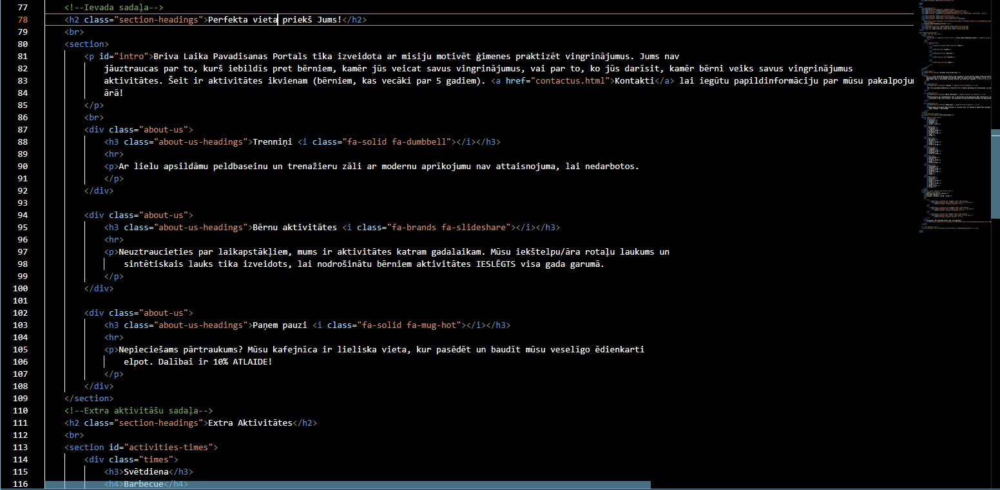 77 <!--Ievada sadaļa-->
78 <h2 class="section-headings">Perfekta vieta priekš Jums!</h2>
79 <br>
80 <section>
81 <p id="intro">Briva Laika Pavadisanas Portals tika izveidota ar misiju motivēt ģimenes praktizēt vingrinājumus. Jums nav
82 jāuztraucas par to, kurš iebildīs pret bērniem, kamēr jūs veicat savus vingrinājumus, vai par to, ko jūs darīsit, kamēr bērni veiks savus vingrinājumus
83 aktivitātes. Šeit ir aktivitātes ikvienam (bērniem, kas vecāki par 5 gadiem). <a href="contactus.html">Kontakti</a> lai iegūtu papildinformāciju par mūsu pakalpojum
84 ārā!
85 </p>
86 <br>
87 <div class="about-us">
88 <h3 class="about-us-headings">Trenniņi <i class="fa-solid fa-dumbbell"></i></h3>
89 <hr>
90 <p>Ar lielu apsildāmu peldbaseinu un trenažieru zāli ar modernu aprīkojumu nav attaisnojuma, lai nedarbotos.
91 </p>
92 </div>
93
94 <div class="about-us">
95 <h3 class="about-us-headings">Bērnu aktivitātes <i class="fa-brands fa-slideshare"></i></h3>
96 <hr>
97 <p>Neuztraucieties par laikapstākļiem, mums ir aktivitātes katram gadalaikam. Mūsu iekštelpu/āra rotaļu laukums un
98 sintētiskais lauks tika izveidots, lai nodrošinātu bērniem aktivitātes IESLĒGTS visa gada garumā.
99 </p>
100 </div>
101
102 <div class="about-us">
103 <h3 class="about-us-headings">Paņem pauzi <i class="fa-solid fa-mug-hot"></i></h3>
104 <hr>
105 <p>Nepieciešams pārtraukums? Mūsu kafejnīca ir lieliska vieta, kur pasēdēt un baudīt mūsu veselīgo ēdienkarti
106 elpot. Dalībai ir 10% ATLAIDE!
107 </p>
108 </div>
109 </section>
110 <!--Extra aktivitāšu sadaļa-->
111 <h2 class="section-headings">Extra Aktivitātes</h2>
112 <br>
113 <section id="activities-times">
114 <div class="times">
115 <h3>Svētdiena</h3>
116 <h4>Barbecue</h4>